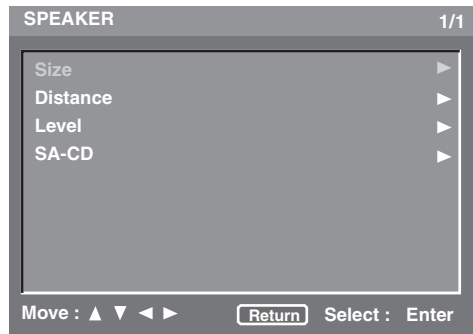 SPEAKER 1/1
Size ▶
Distance ▶
Level ▶
SA-CD ▶
Move : ▲ ▼ ◀ ▶ Return Select : Enter